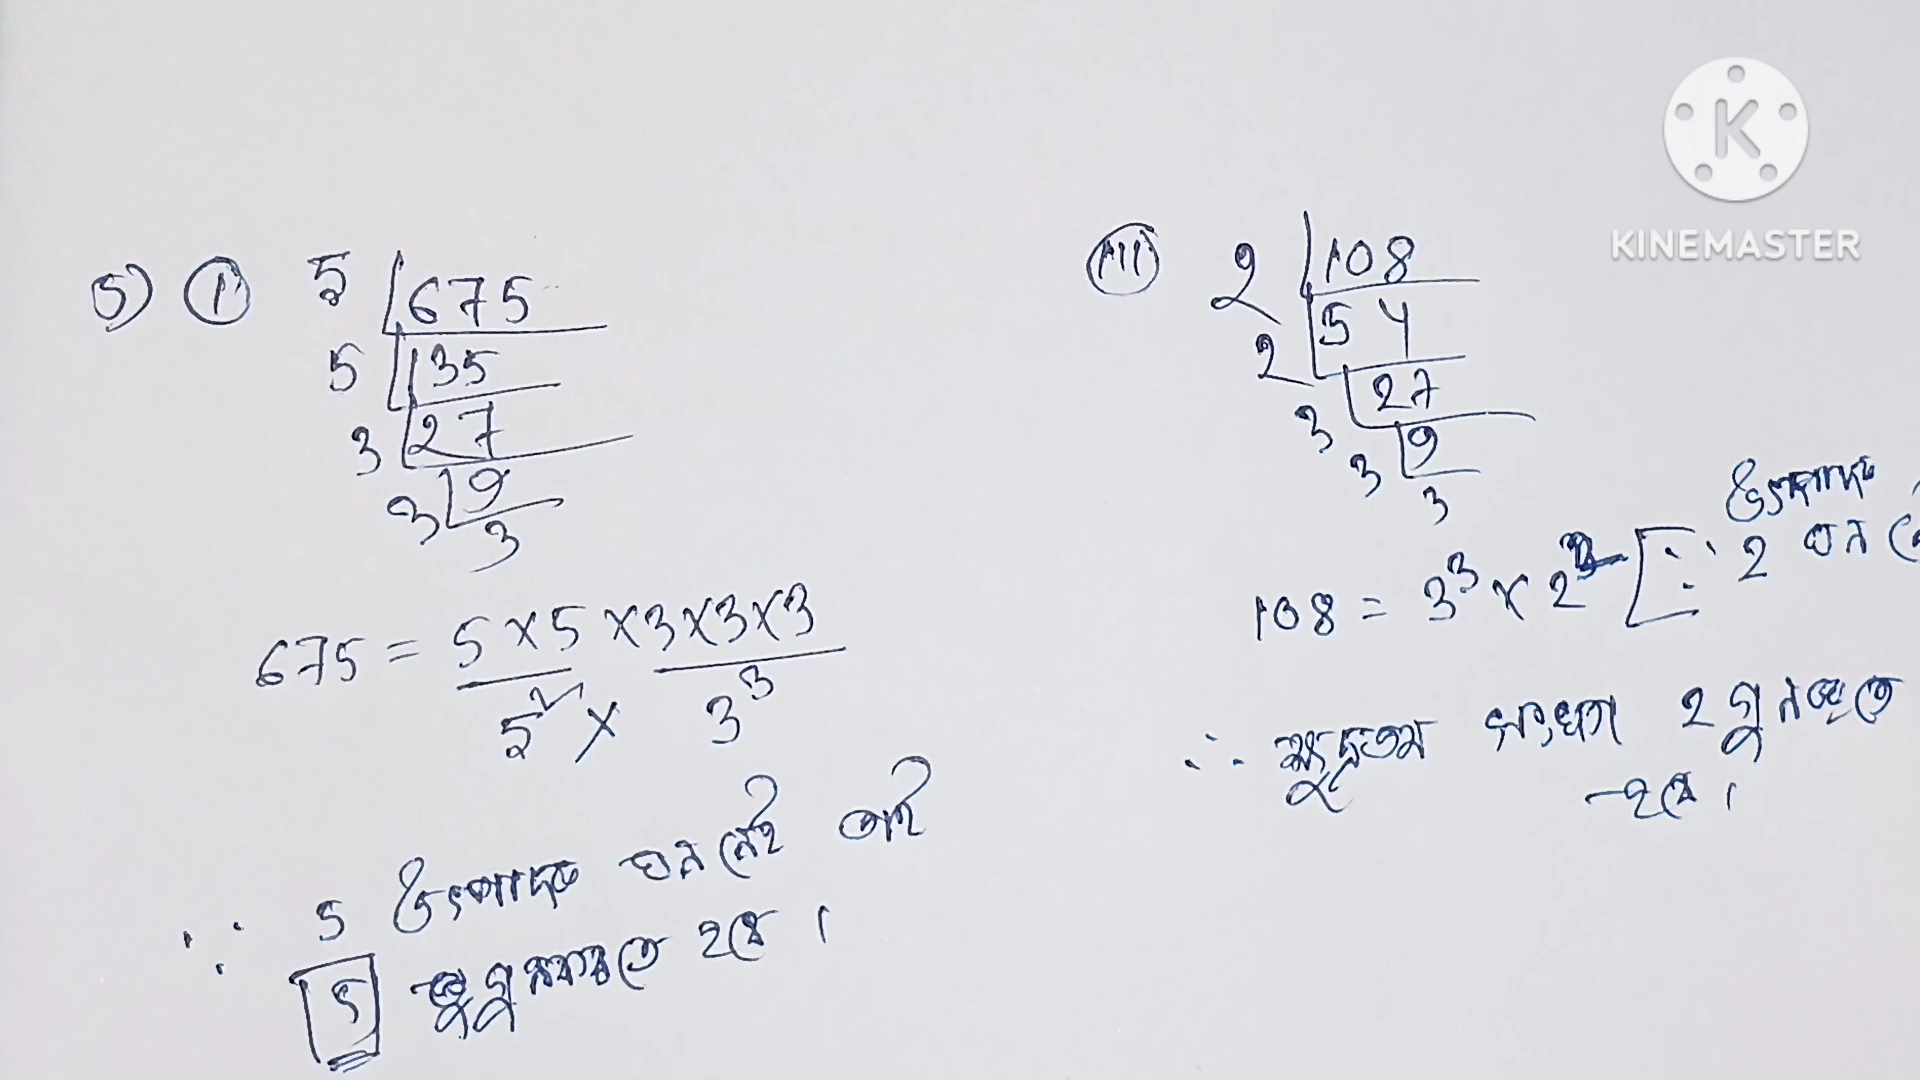 5) (i) 5 | 675
5 | 135
3 | 27
3 | 9
3
675 = 5 × 5 × 3 × 3 × 3
5² × 3³
∵ 5 উৎপাদক ঘন নেই তাই
5 গুন করতে হবে ।
(iii) 2 | 108
2 | 54
3 | 27
3 | 9
3
উৎপাদক
108 = 3³ × 2² [∵ 2 ঘন
∴ ক্ষুদ্রতম সংখ্যা 2 গুন করতে
হবে ।
K
KINEMASTER